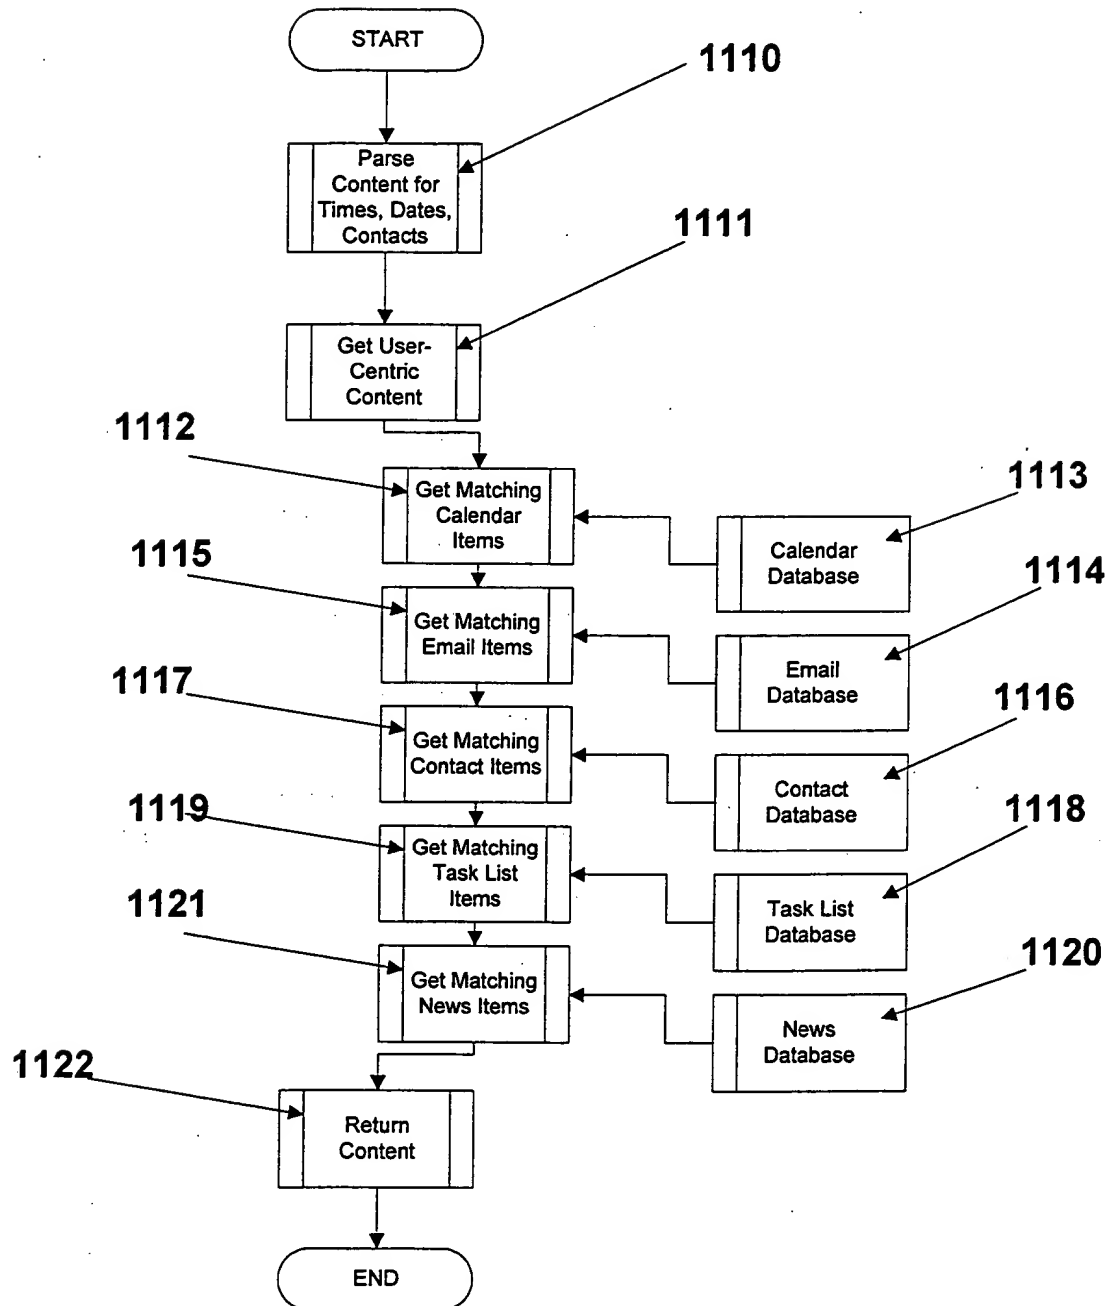 START
1110
Parse
Content for
Times, Dates,
Contacts
1111
Get User-
Centric
Content
1112
Get Matching
Calendar
Items
1113
Calendar
Database
1115
Get Matching
Email Items
1114
Email
Database
1117
Get Matching
Contact Items
1116
Contact
Database
1119
Get Matching
Task List
Items
1118
Task List
Database
1121
Get Matching
News Items
1120
News
Database
1122
Return
Content
END